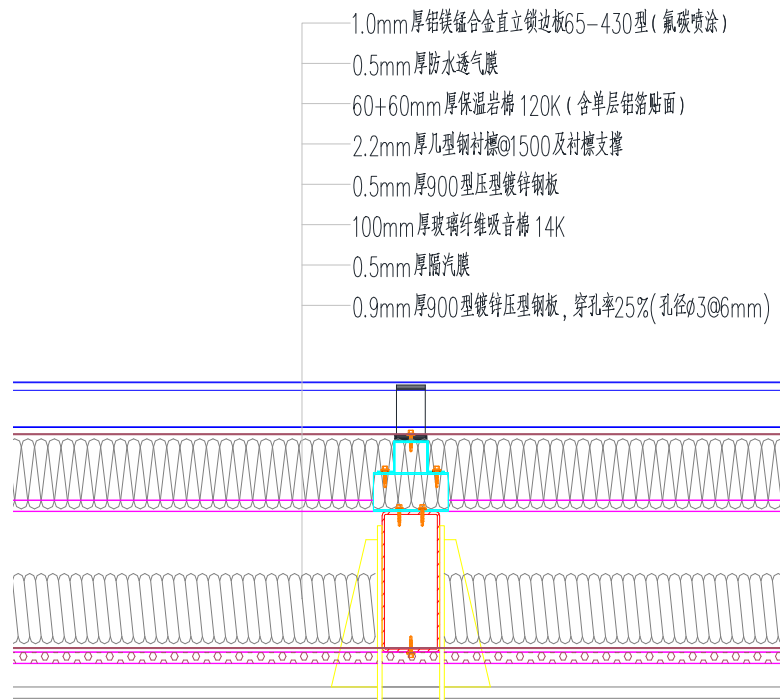 1.0mm厚铝镁锰合金直立锁边板65-430型(氟碳喷涂)
0.5mm厚防水透气膜
60+60mm厚保温岩棉 120K(含单层铝箔贴面)
2.2mm厚几型钢衬檩@1500及衬檩支撑
0.5mm厚900型压型镀锌钢板
100mm厚玻璃纤维吸音棉 14K
0.5mm厚隔汽膜
0.9mm厚900型镀锌压型钢板,穿孔率25%(孔径ø3@6mm)